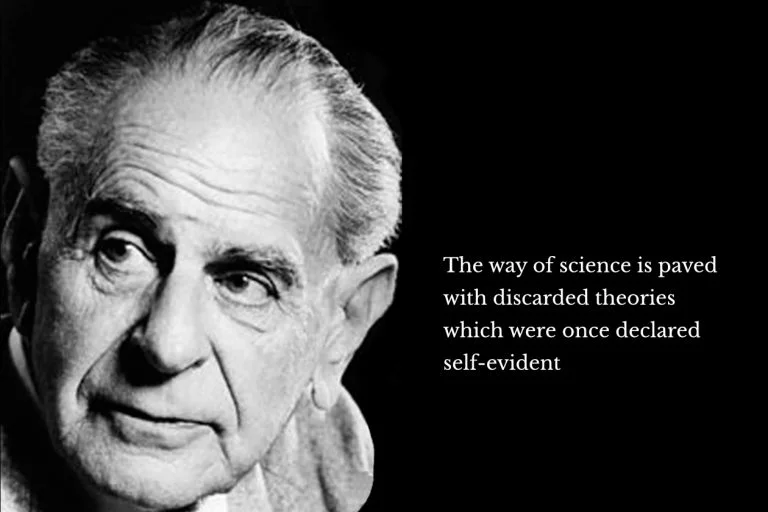 The way of science is paved
with discarded theories
which were once declared
self-evident